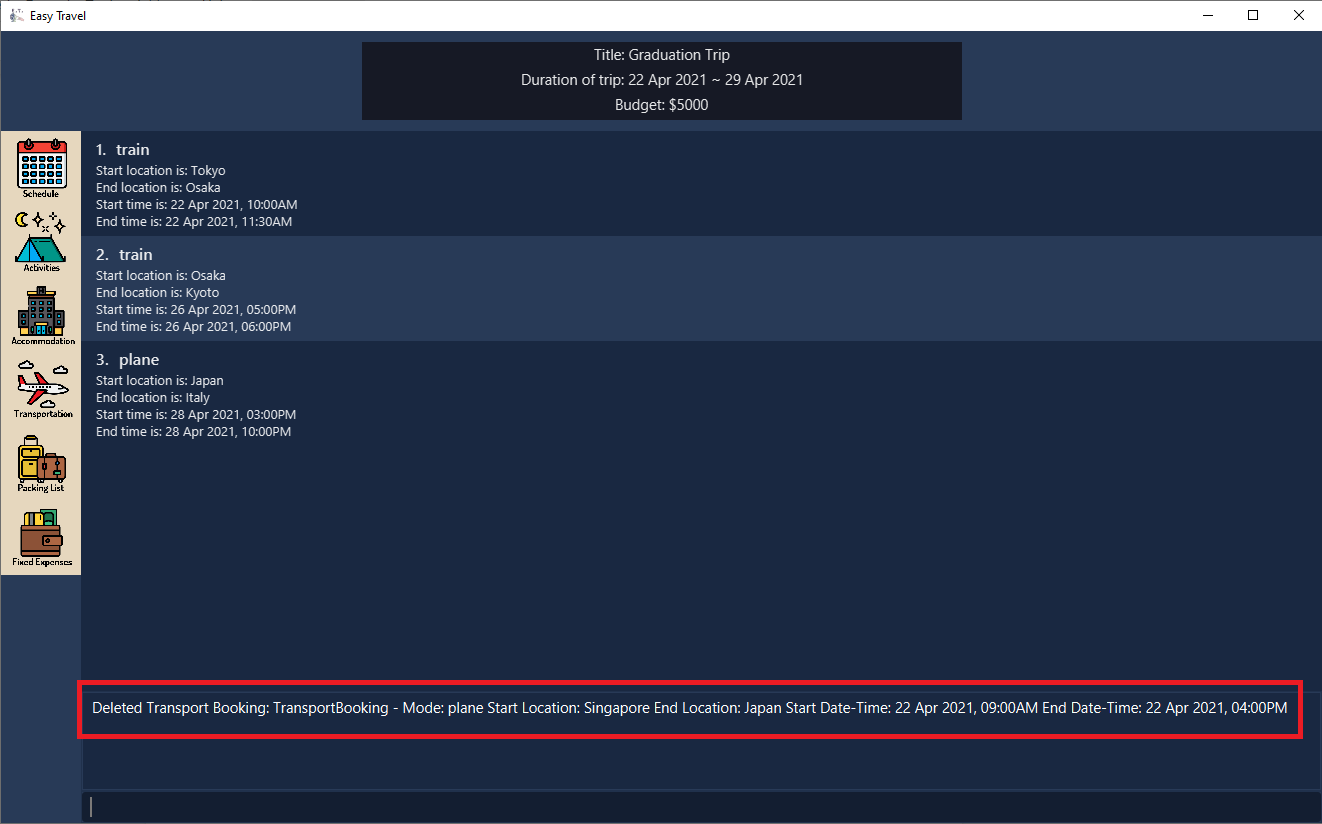 Easy Travel
Title: Graduation Trip
Duration of trip: 22 Apr 2021 ~ 29 Apr 2021
Budget: $5000
Schedule
Activities
Accommodation
Transportation
Packing List
Fixed Expenses
1. train
Start location is: Tokyo
End location is: Osaka
Start time is: 22 Apr 2021, 10:00AM
End time is: 22 Apr 2021, 11:30AM
2. train
Start location is: Osaka
End location is: Kyoto
Start time is: 26 Apr 2021, 05:00PM
End time is: 26 Apr 2021, 06:00PM
3. plane
Start location is: Japan
End location is: Italy
Start time is: 28 Apr 2021, 03:00PM
End time is: 28 Apr 2021, 10:00PM
Deleted Transport Booking: TransportBooking - Mode: plane Start Location: Singapore End Location: Japan Start Date-Time: 22 Apr 2021, 09:00AM End Date-Time: 22 Apr 2021, 04:00PM